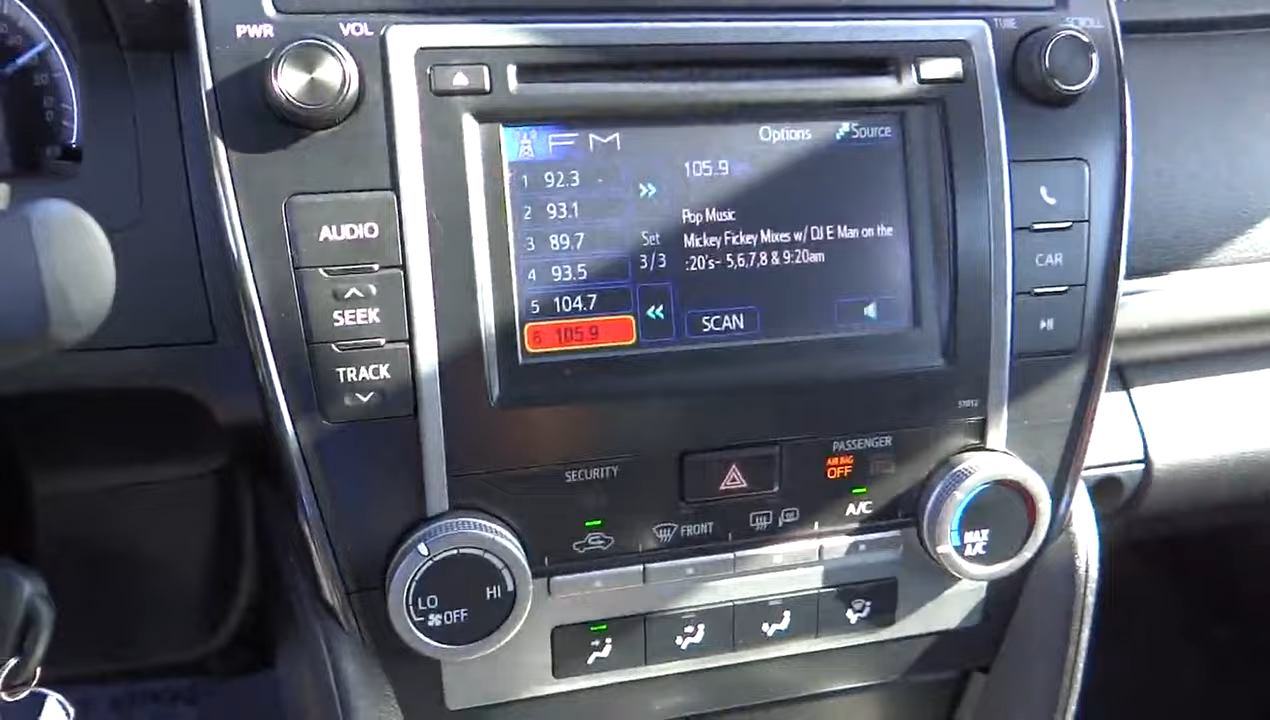 PWR
VOL
TUNE
SCROLL
FM
Options
Source
1 92.3
2 93.1
3 89.7
4 93.5
5 104.7
6 105.9
Set
3/3
105.9
Pop Music
Mickey Fickey Mixes w/ DJ E Man on the
:20's- 5,6,7,8 & 9:20am
SCAN
AUDIO
SEEK
TRACK
CAR
57012
SECURITY
PASSENGER
AIR BAG
OFF
A/C
FRONT
LO
HI
OFF
MAX
A/C